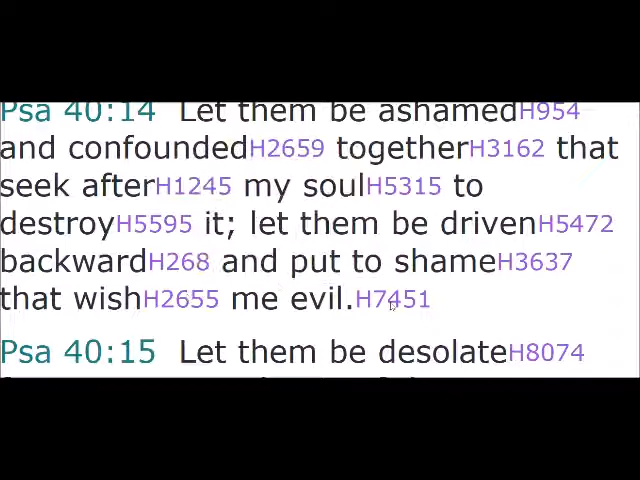 Psa 40:14 Let them be ashamedH954
and confoundedH2659 togetherH3162 that
seek afterH1245 my soulH5315 to
destroyH5595 it; let them be drivenH5472
backwardH268 and put to shameH3637
that wishH2655 me evil.H7451
Psa 40:15 Let them be desolateH8074